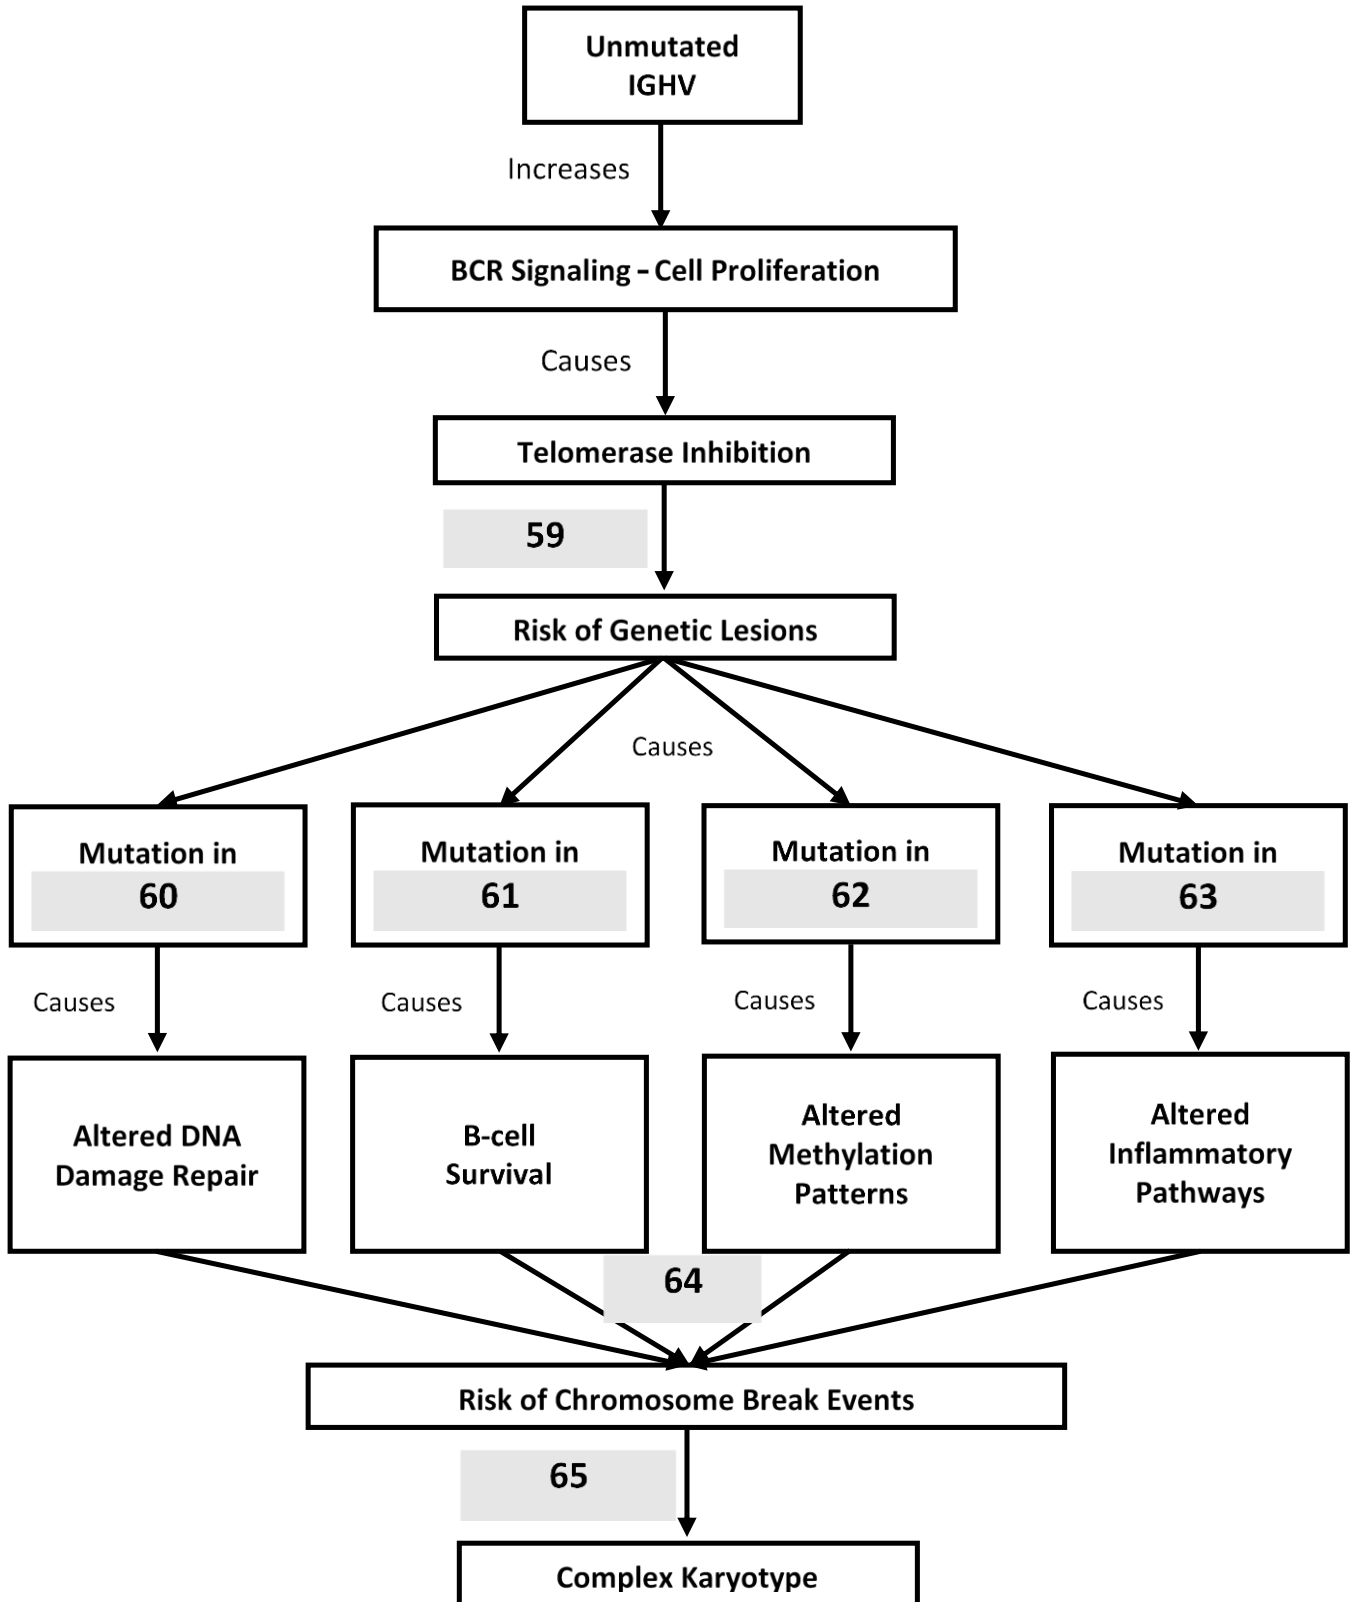 Unmutated
IGHV
Increases
BCR Signaling – Cell Proliferation
Causes
Telomerase Inhibition
59
Risk of Genetic Lesions
Causes
Mutation in
60
Mutation in
61
Mutation in
62
Mutation in
63
Causes
Causes
Causes
Causes
Altered DNA
Damage Repair
B-cell
Survival
Altered
Methylation
Patterns
Altered
Inflammatory
Pathways
64
Risk of Chromosome Break Events
65
Complex Karyotype